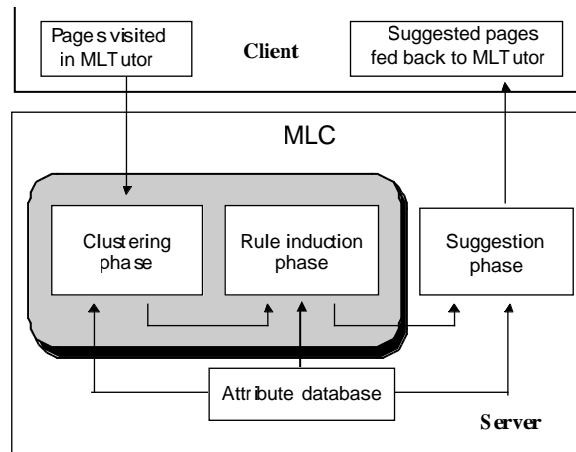 Pages visited
in MLTutor
Client
Suggested pages
fed back to MLTutor
MLC
Clustering
phase
Rule induction
phase
Suggestion
phase
Attribute database
Server